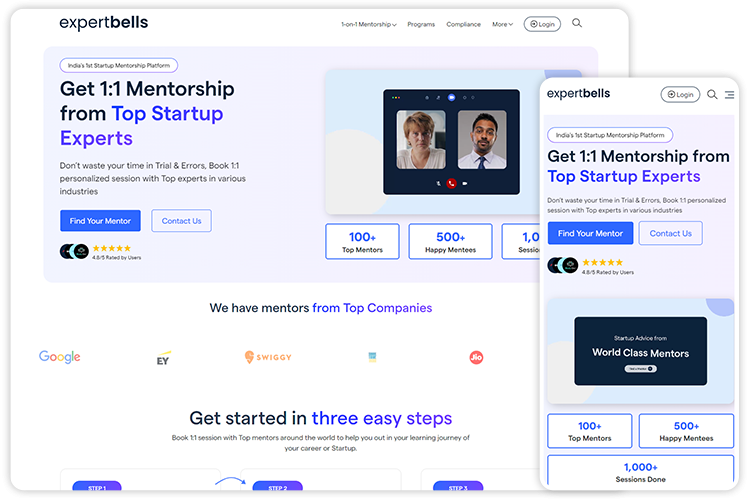 expertbells
1-on-1 Mentorship
Programs
Compliance
More
Login
India's 1st Startup Mentorship Platform
Get 1:1 Mentorship
from Top Startup
Experts
Don't waste your time in Trial & Errors, Book 1:1
personalized session with Top experts in various
industries
Find Your Mentor
Contact Us
4.8/5 Rated by Users
100+
Top Mentors
500+
Happy Mentees
1,0
Sessio
We have mentors from Top Companies
Google
EY
SWIGGY
Jio
Get started in three easy steps
Book 1:1 session with Top mentors around the world to help you out in your learning journey of
your career or Startup.
STEP 1
STEP 2
STEP 3
expertbells
Login
India's 1st Startup Mentorship Platform
Get 1:1 Mentorship from
Top Startup Experts
Don't waste your time in Trial & Errors, Book 1:1 personalized
session with Top experts in various industries
Find Your Mentor
Contact Us
4.8/5 Rated by Users
Startup Advice from
World Class Mentors
100+
Top Mentors
500+
Happy Mentees
1,000+
Sessions Done